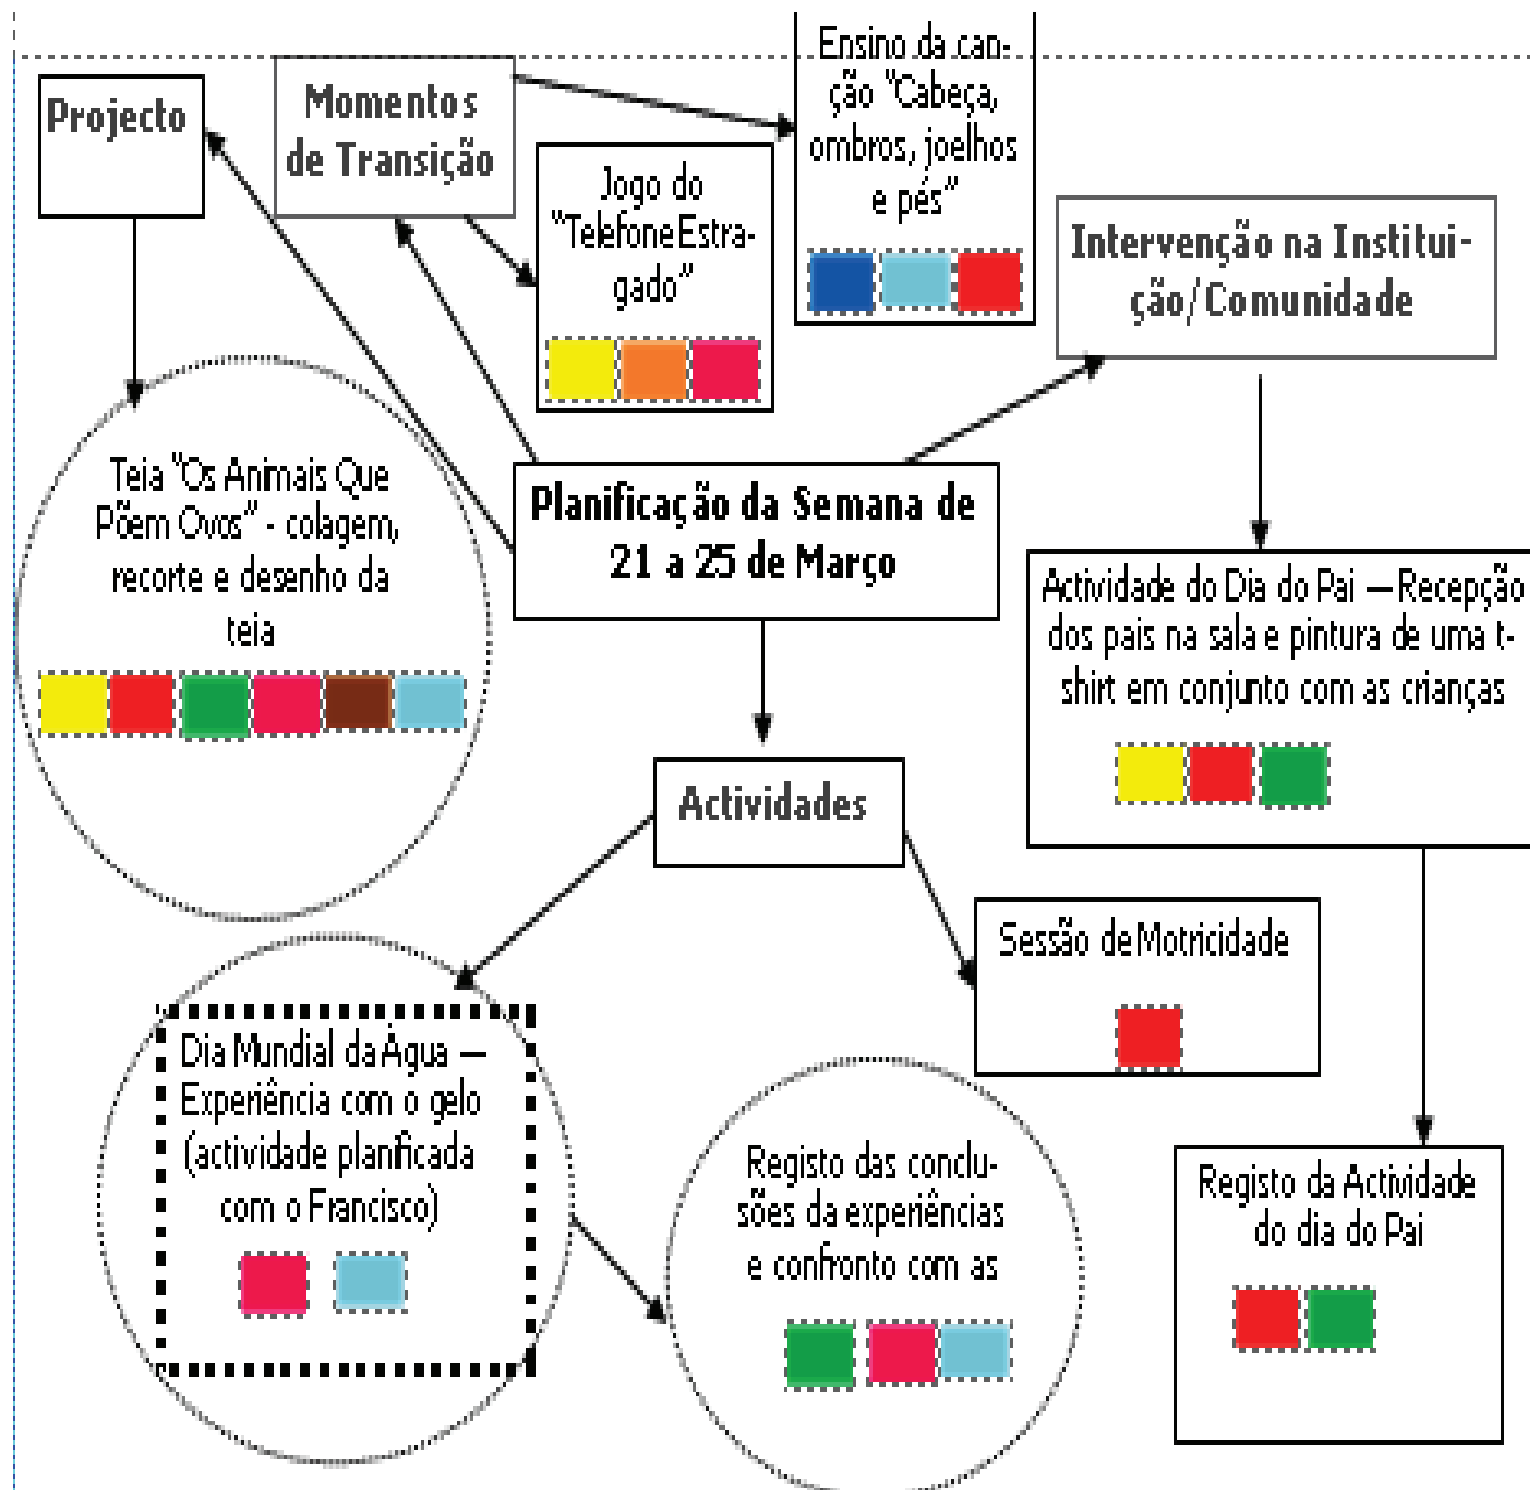 Ensino da can-
ção "Cabeça,
ombros, joelhos
e pés"
Projecto
Momentos
de Transição
Jogo do
"Telefone Estra-
gado"
Intervenção na Institui-
ção/Comunidade
Teia "Os Animais Que
Põem Ovos" - colagem,
recorte e desenho da
teia
Planificação da Semana de
21 a 25 de Março
Actividade do Dia do Pai — Recepção
dos pais na sala e pintura de uma t-
shirt em conjunto com as crianças
Actividades
Sessão de Motricidade
Dia Mundial da Água —
Experiência com o gelo
(actividade planificada
com o Francisco)
Registo das conclu-
sões da experiências
e confronto com as
Registo da Actividade
do dia do Pai